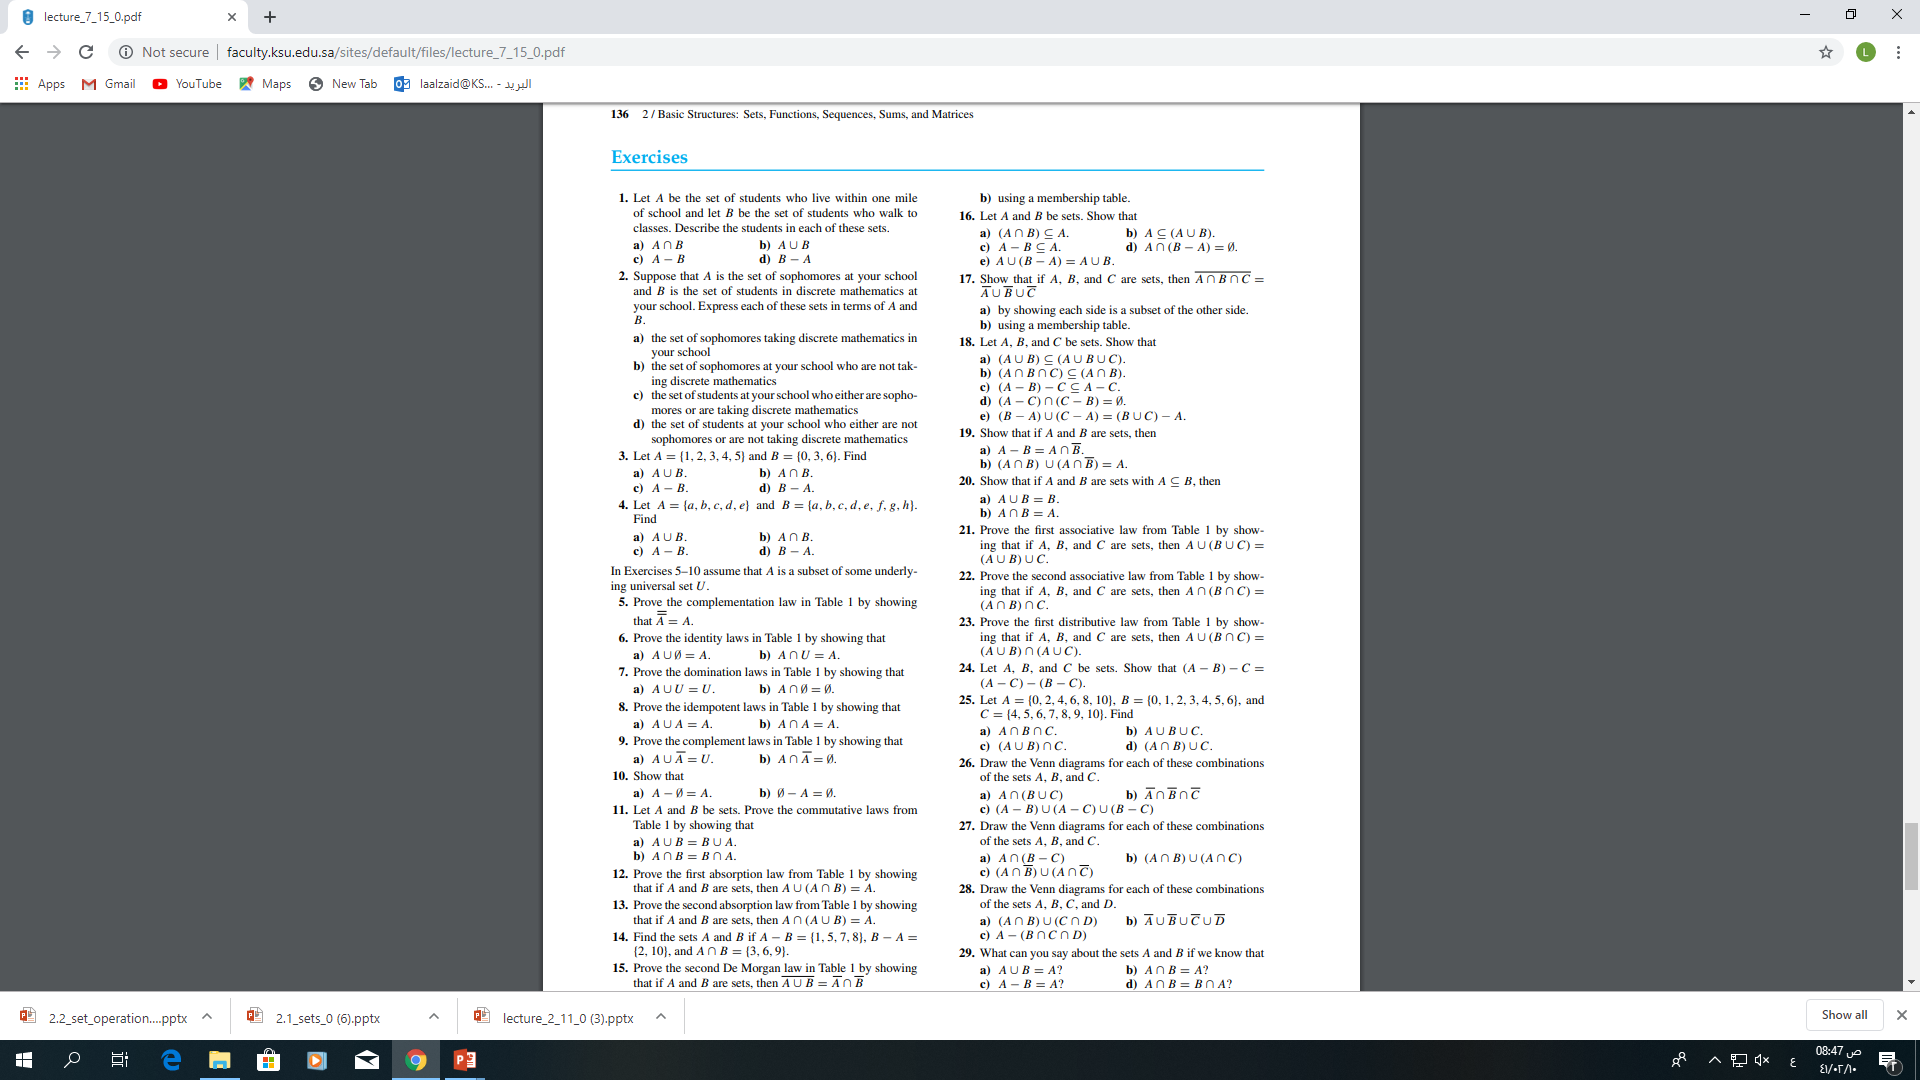 lecture_7_15_0.pdf
Not secure | faculty.ksu.edu.sa/sites/default/files/lecture_7_15_0.pdf
L
Apps Gmail YouTube Maps New Tab laalzaid@KS... - البريد
136 2 / Basic Structures: Sets, Functions, Sequences, Sums, and Matrices
Exercises
1. Let A be the set of students who live within one mile
of school and let B be the set of students who walk to
classes. Describe the students in each of these sets.
a) A ∩ B b) A ∪ B
c) A − B d) B − A
2. Suppose that A is the set of sophomores at your school
and B is the set of students in discrete mathematics at
your school. Express each of these sets in terms of A and
B.
a) the set of sophomores taking discrete mathematics in
your school
b) the set of sophomores at your school who are not tak-
ing discrete mathematics
c) the set of students at your school who either are sopho-
mores or are taking discrete mathematics
d) the set of students at your school who either are not
sophomores or are not taking discrete mathematics
3. Let A = {1, 2, 3, 4, 5} and B = {0, 3, 6}. Find
a) A ∪ B. b) A ∩ B.
c) A − B. d) B − A.
4. Let A = {a, b, c, d, e} and B = {a, b, c, d, e, f, g, h}.
Find
a) A ∪ B. b) A ∩ B.
c) A − B. d) B − A.
In Exercises 5–10 assume that A is a subset of some underly-
ing universal set U.
5. Prove the complementation law in Table 1 by showing
that A̿ = A.
6. Prove the identity laws in Table 1 by showing that
a) A ∪ ∅ = A. b) A ∩ U = A.
7. Prove the domination laws in Table 1 by showing that
a) A ∪ U = U. b) A ∩ ∅ = ∅.
8. Prove the idempotent laws in Table 1 by showing that
a) A ∪ A = A. b) A ∩ A = A.
9. Prove the complement laws in Table 1 by showing that
a) A ∪ A̅ = U. b) A ∩ A̅ = ∅.
10. Show that
a) A − ∅ = A. b) ∅ − A = ∅.
11. Let A and B be sets. Prove the commutative laws from
Table 1 by showing that
a) A ∪ B = B ∪ A.
b) A ∩ B = B ∩ A.
12. Prove the first absorption law from Table 1 by showing
that if A and B are sets, then A ∪ (A ∩ B) = A.
13. Prove the second absorption law from Table 1 by showing
that if A and B are sets, then A ∩ (A ∪ B) = A.
14. Find the sets A and B if A − B = {1, 5, 7, 8}, B − A =
{2, 10}, and A ∩ B = {3, 6, 9}.
15. Prove the second De Morgan law in Table 1 by showing
that if A and B are sets, then A̅ ̅∪̅ ̅B̅ = A̅ ∩ B̅
b) using a membership table.
16. Let A and B be sets. Show that
a) (A ∩ B) ⊆ A. b) A ⊆ (A ∪ B).
c) A − B ⊆ A. d) A ∩ (B − A) = ∅.
e) A ∪ (B − A) = A ∪ B.
17. Show that if A, B, and C are sets, then A̅ ̅∩̅ ̅B̅ ̅∩̅ ̅C̅ =
A̅ ∪ B̅ ∪ C̅
a) by showing each side is a subset of the other side.
b) using a membership table.
18. Let A, B, and C be sets. Show that
a) (A ∪ B) ⊆ (A ∪ B ∪ C).
b) (A ∩ B ∩ C) ⊆ (A ∩ B).
c) (A − B) − C ⊆ A − C.
d) (A − C) ∩ (C − B) = ∅.
e) (B − A) ∪ (C − A) = (B ∪ C) − A.
19. Show that if A and B are sets, then
a) A − B = A ∩ B̅.
b) (A ∩ B) ∪ (A ∩ B̅) = A.
20. Show that if A and B are sets with A ⊆ B, then
a) A ∪ B = B.
b) A ∩ B = A.
21. Prove the first associative law from Table 1 by show-
ing that if A, B, and C are sets, then A ∪ (B ∪ C) =
(A ∪ B) ∪ C.
22. Prove the second associative law from Table 1 by show-
ing that if A, B, and C are sets, then A ∩ (B ∩ C) =
(A ∩ B) ∩ C.
23. Prove the first distributive law from Table 1 by show-
ing that if A, B, and C are sets, then A ∪ (B ∩ C) =
(A ∪ B) ∩ (A ∪ C).
24. Let A, B, and C be sets. Show that (A − B) − C =
(A − C) − (B − C).
25. Let A = {0, 2, 4, 6, 8, 10}, B = {0, 1, 2, 3, 4, 5, 6}, and
C = {4, 5, 6, 7, 8, 9, 10}. Find
a) A ∩ B ∩ C. b) A ∪ B ∪ C.
c) (A ∪ B) ∩ C. d) (A ∩ B) ∪ C.
26. Draw the Venn diagrams for each of these combinations
of the sets A, B, and C.
a) A ∩ (B ∪ C) b) A̅ ∩ B̅ ∩ C̅
c) (A − B) ∪ (A − C) ∪ (B − C)
27. Draw the Venn diagrams for each of these combinations
of the sets A, B, and C.
a) A ∩ (B − C) b) (A ∩ B) ∪ (A ∩ C)
c) (A ∩ B̅) ∪ (A ∩ C̅)
28. Draw the Venn diagrams for each of these combinations
of the sets A, B, C, and D.
a) (A ∩ B) ∪ (C ∩ D) b) A̅ ∪ B̅ ∪ C̅ ∪ D̅
c) A − (B ∩ C ∩ D)
29. What can you say about the sets A and B if we know that
a) A ∪ B = A? b) A ∩ B = A?
c) A − B = A? d) A ∩ B = B ∩ A?
2.2_set_operation....pptx 2.1_sets_0 (6).pptx lecture_2_11_0 (3).pptx Show all
ع 08:47 ص
٤١/٠٢/١٠